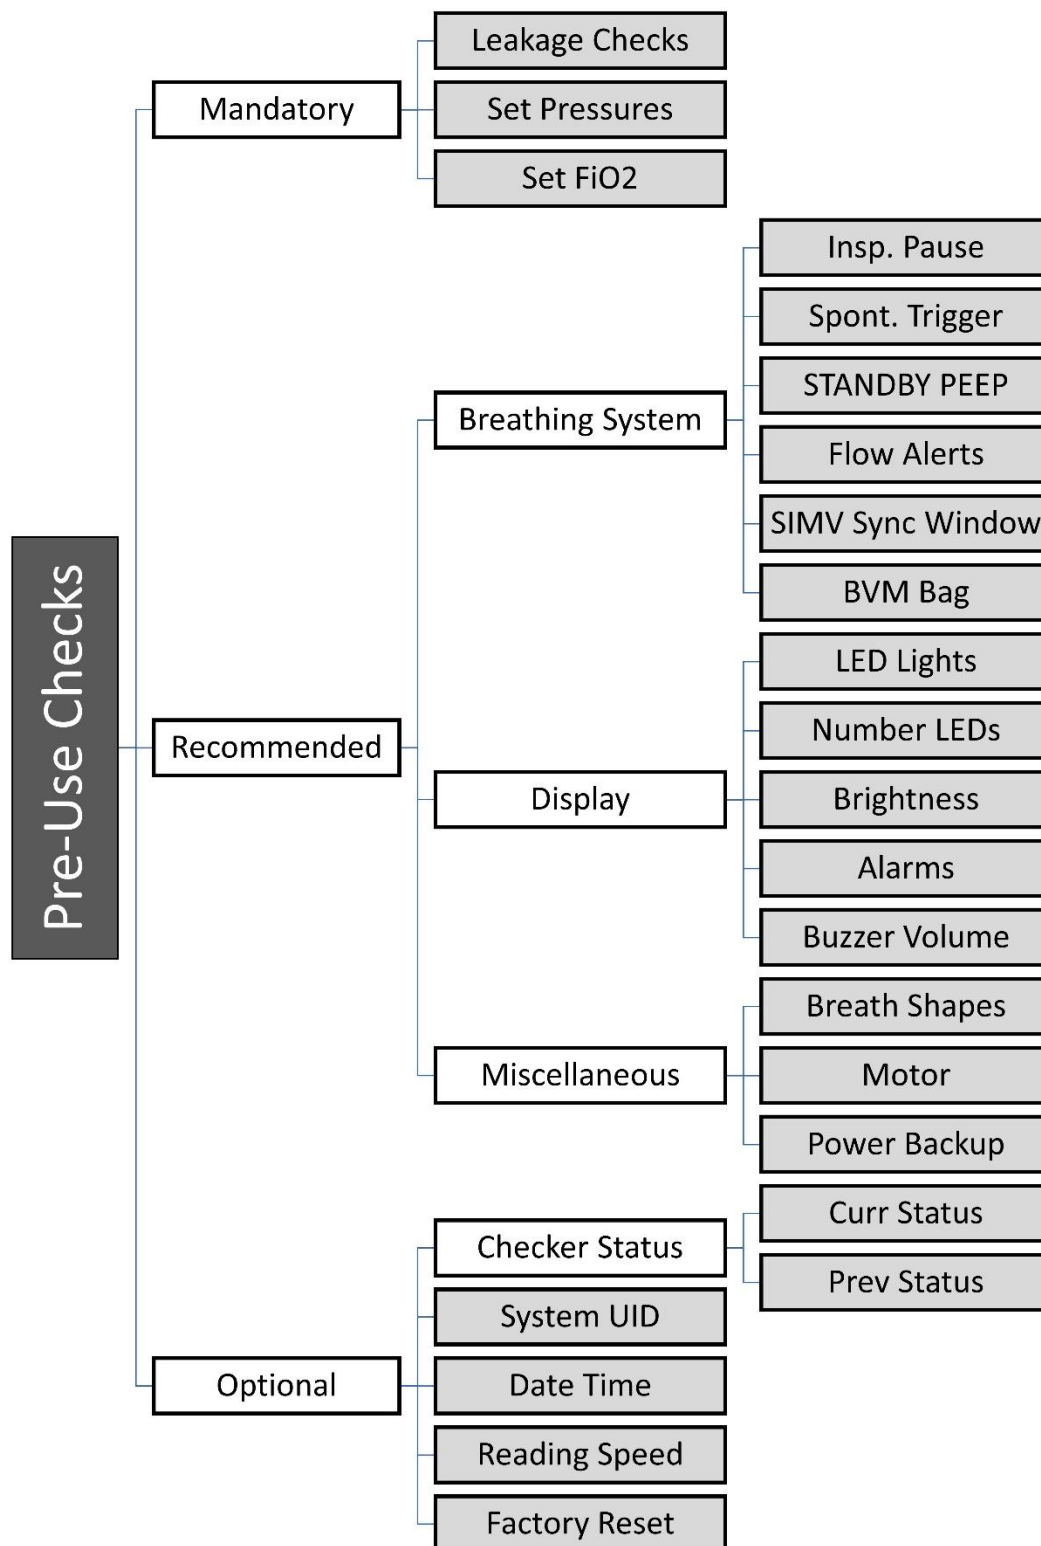 Pre-Use Checks
Mandatory
Leakage Checks
Set Pressures
Set FiO2
Recommended
Breathing System
Insp. Pause
Spont. Trigger
STANDBY PEEP
Flow Alerts
SIMV Sync Window
BVM Bag
Display
LED Lights
Number LEDs
Brightness
Alarms
Buzzer Volume
Miscellaneous
Breath Shapes
Motor
Power Backup
Optional
Checker Status
Curr Status
Prev Status
System UID
Date Time
Reading Speed
Factory Reset